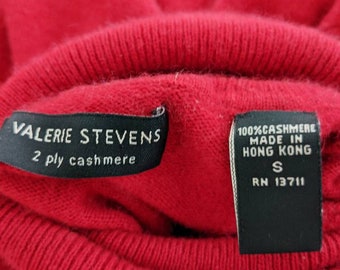 VALERIE STEVENS
2 ply cashmere
100%CASHMERE
MADE IN
HONG KONG
S
RN 13711